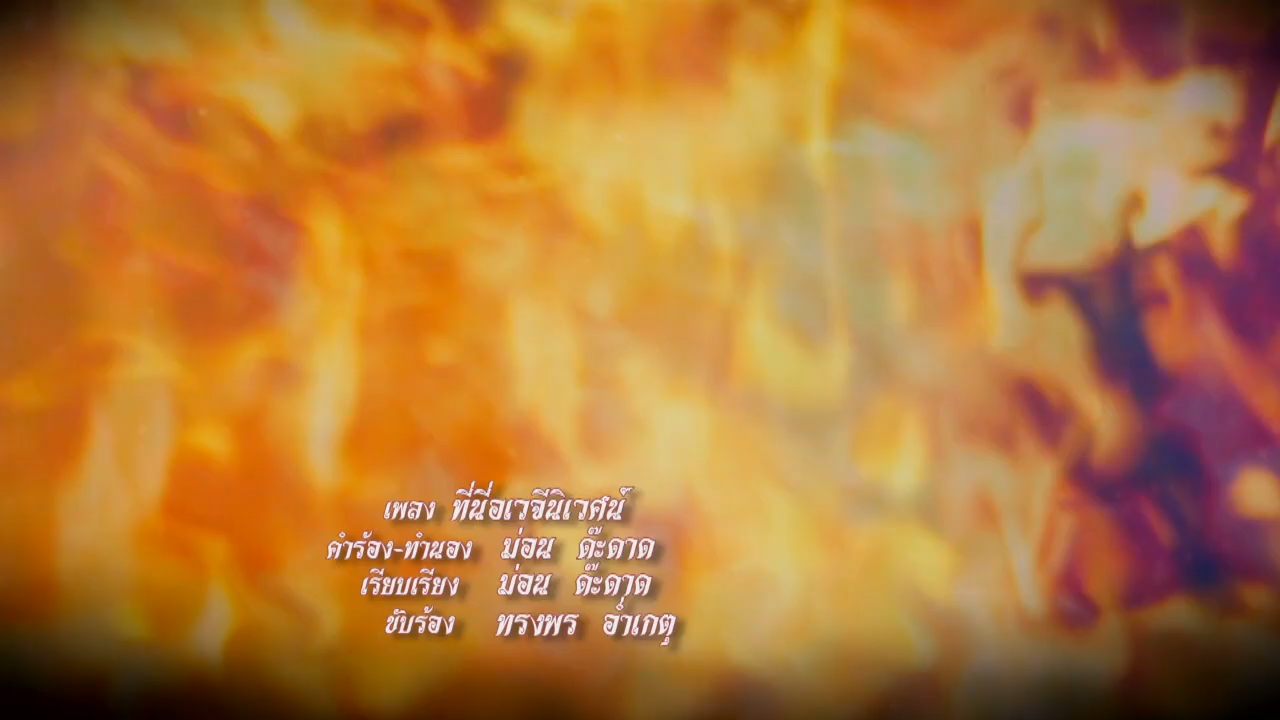 เพลง ที่นี่อเวจีนิเวศน์
คำร้อง-ทำนอง ม่อน ด๊ะดาด
เรียบเรียง ม่อน ด๊ะดาด
ขับร้อง ทรงพร อ่ำเกตุ